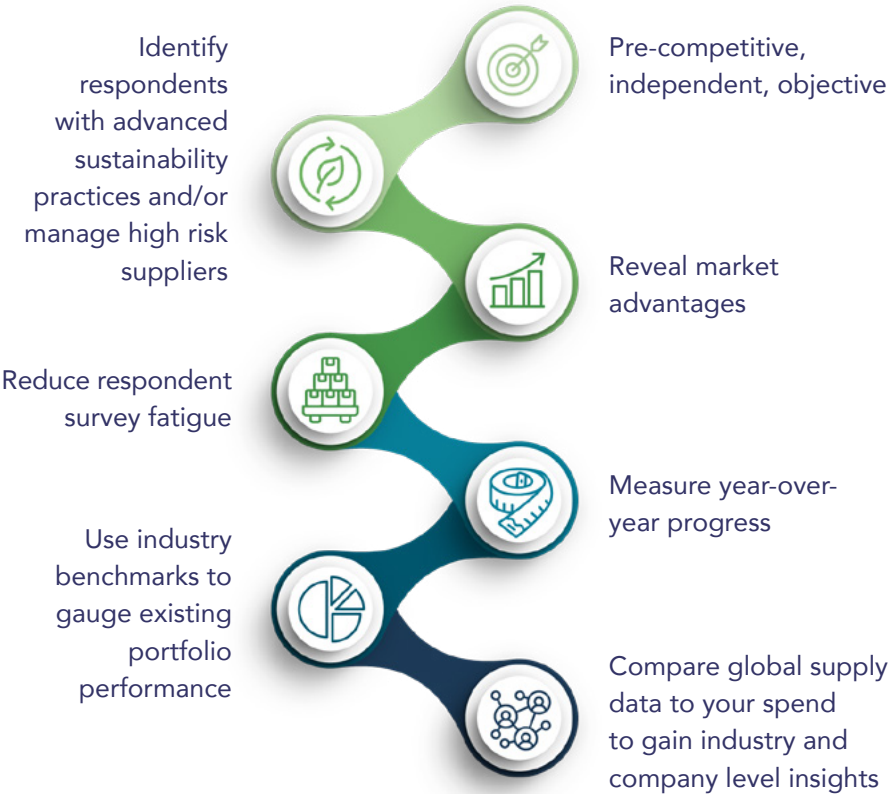 Pre-competitive,
independent, objective
Identify
respondents
with advanced
sustainability
practices and/or
manage high risk
suppliers
Reveal market
advantages
Reduce respondent
survey fatigue
Measure year-over-
year progress
Use industry
benchmarks to
gauge existing
portfolio
performance
Compare global supply
data to your spend
to gain industry and
company level insights